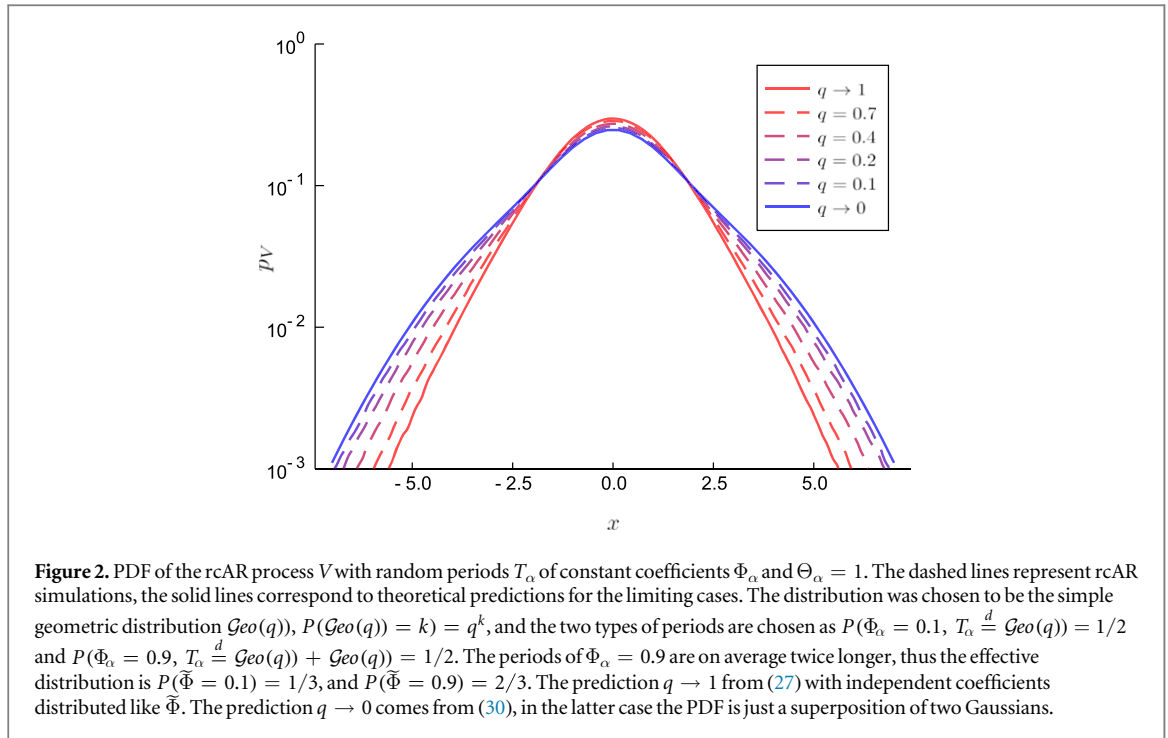 10^0
10^-1
10^-2
10^-3
p_V
q → 1
q = 0.7
q = 0.4
q = 0.2
q = 0.1
q → 0
- 5.0 - 2.5 0.0 2.5 5.0
x
Figure 2. PDF of the rcAR process V with random periods T_α of constant coefficients Φ_α and Θ_α = 1. The dashed lines represent rcAR
simulations, the solid lines correspond to theoretical predictions for the limiting cases. The distribution was chosen to be the simple
geometric distribution 𝒢eo(q)), P(𝒢eo(q)) = k) = q^k, and the two types of periods are chosen as P(Φ_α = 0.1, T_α =^d 𝒢eo(q)) = 1/2
and P(Φ_α = 0.9, T_α =^d 𝒢eo(q)) + 𝒢eo(q)) = 1/2. The periods of Φ_α = 0.9 are on average twice longer, thus the effective
distribution is P(Φ̃ = 0.1) = 1/3, and P(Φ̃ = 0.9) = 2/3. The prediction q → 1 from (27) with independent coefficients
distributed like Φ̃. The prediction q → 0 comes from (30), in the latter case the PDF is just a superposition of two Gaussians.